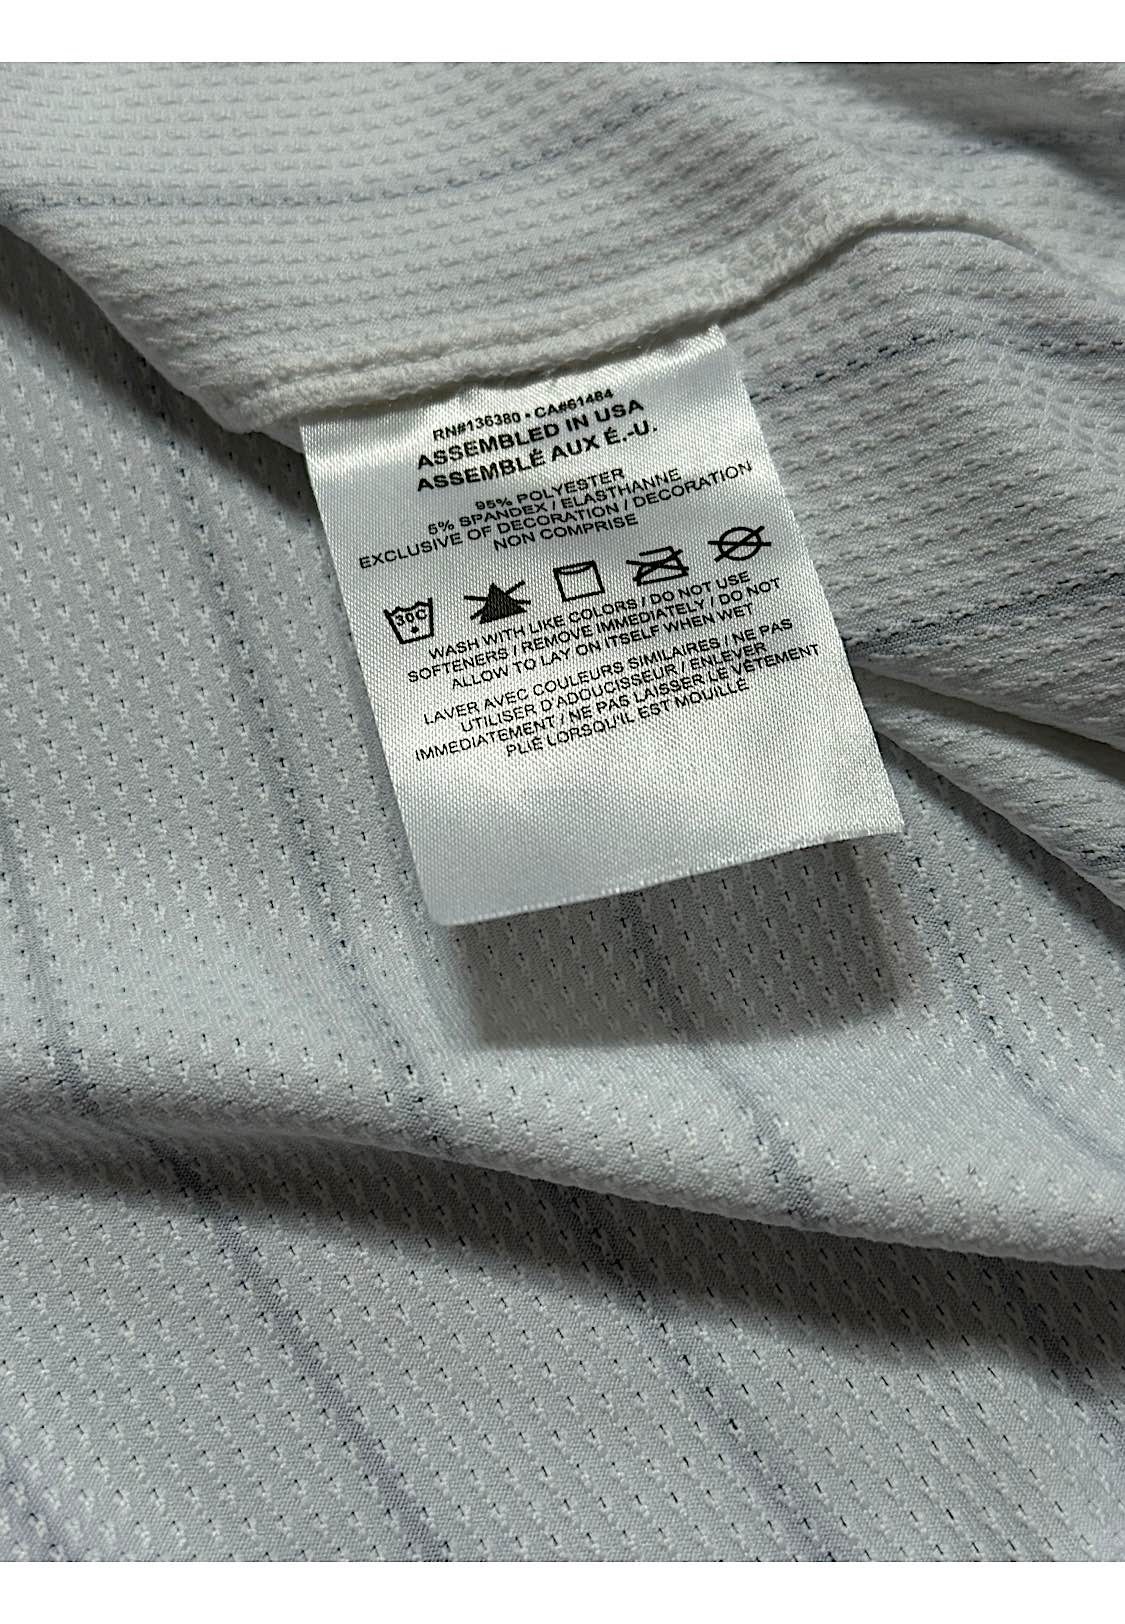 RN#136380 • CA#61484
ASSEMBLED IN USA
ASSEMBLÉ AUX É.-U.
95% POLYESTER
5% SPANDEX / ELASTHANNE
EXCLUSIVE OF DECORATION / DECORATION
NON COMPRISE
30C
WASH WITH LIKE COLORS / DO NOT USE
SOFTENERS / REMOVE IMMEDIATELY / DO NOT
ALLOW TO LAY ON ITSELF WHEN WET
LAVER AVEC COULEURS SIMILAIRES / NE PAS
UTILISER D'ADOUCISSEUR / ENLEVER
IMMEDIATEMENT / NE PAS LAISSER LE VÊTEMENT
PLIÉ LORSQU'IL EST MOUILLÉ